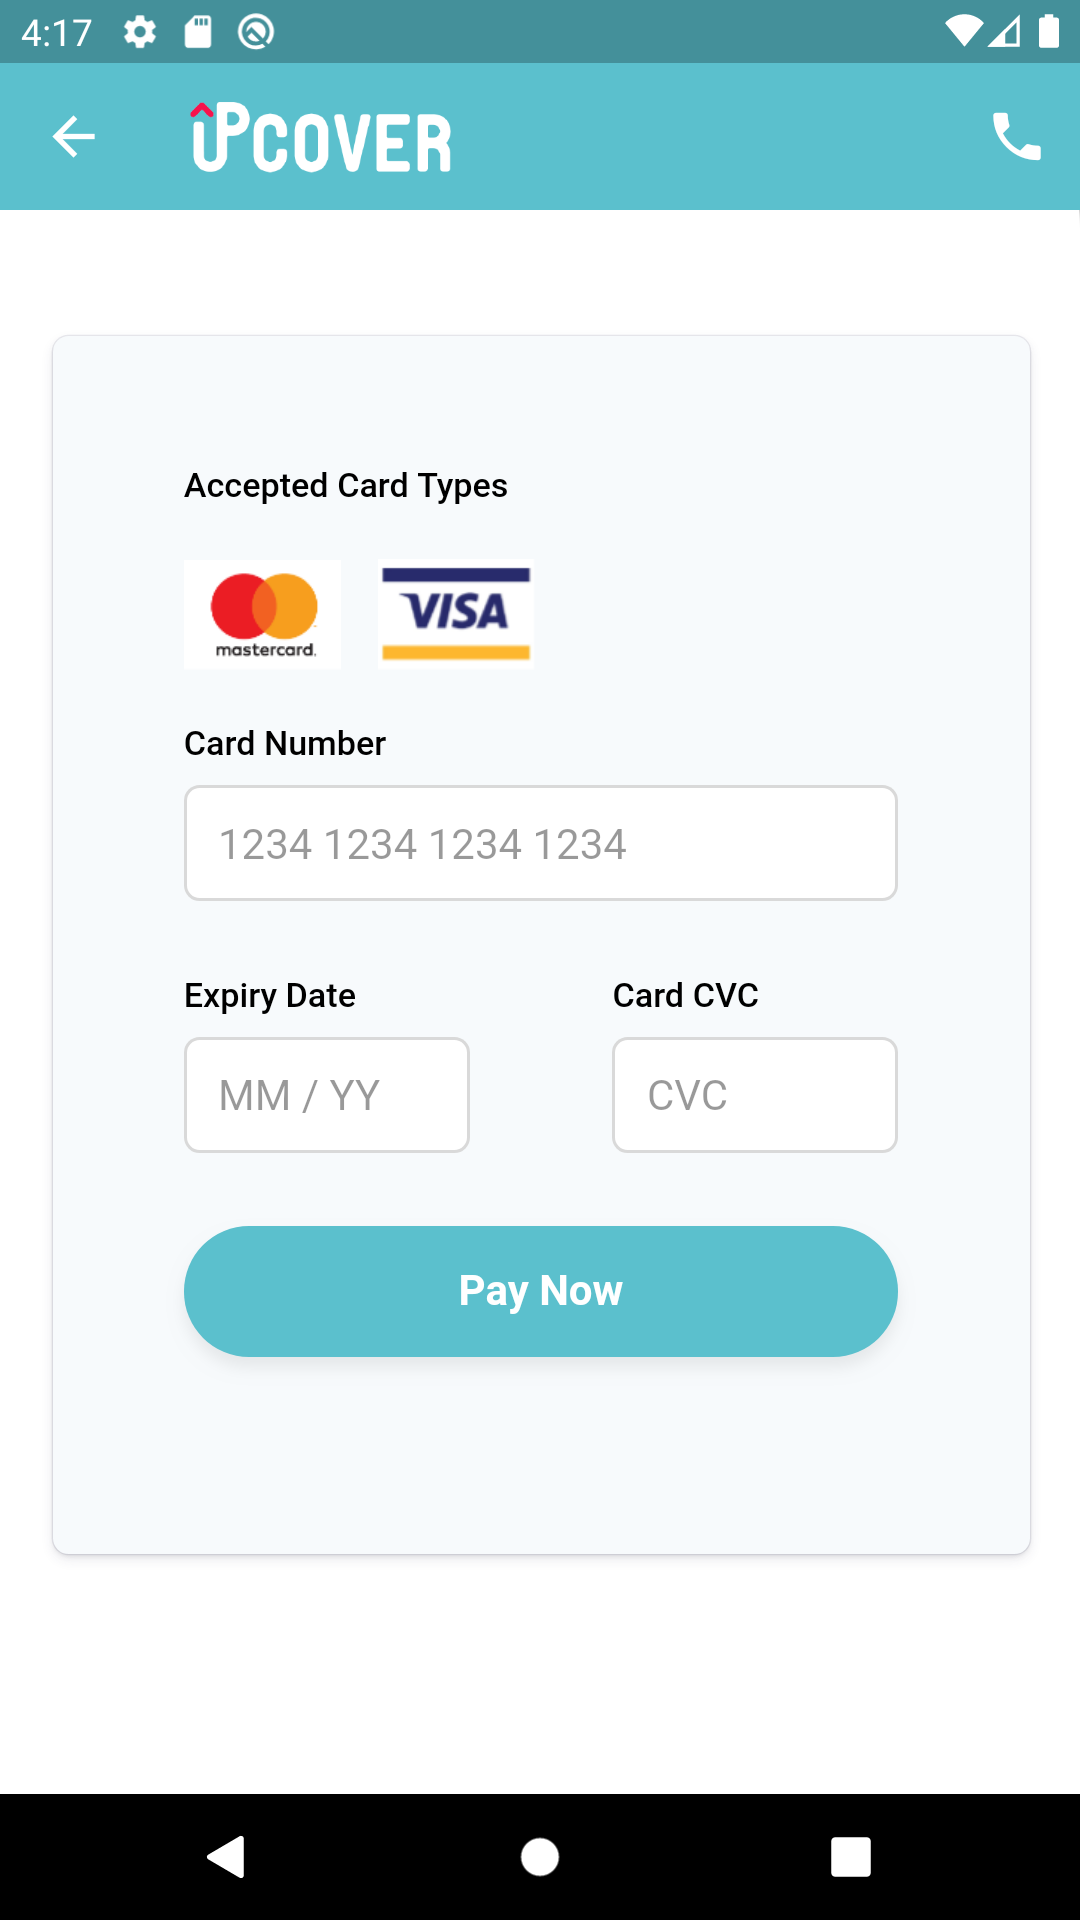 4:17
UPCOVER
Accepted Card Types
mastercard. VISA
Card Number
1234 1234 1234 1234
Expiry Date Card CVC
MM / YY CVC
Pay Now